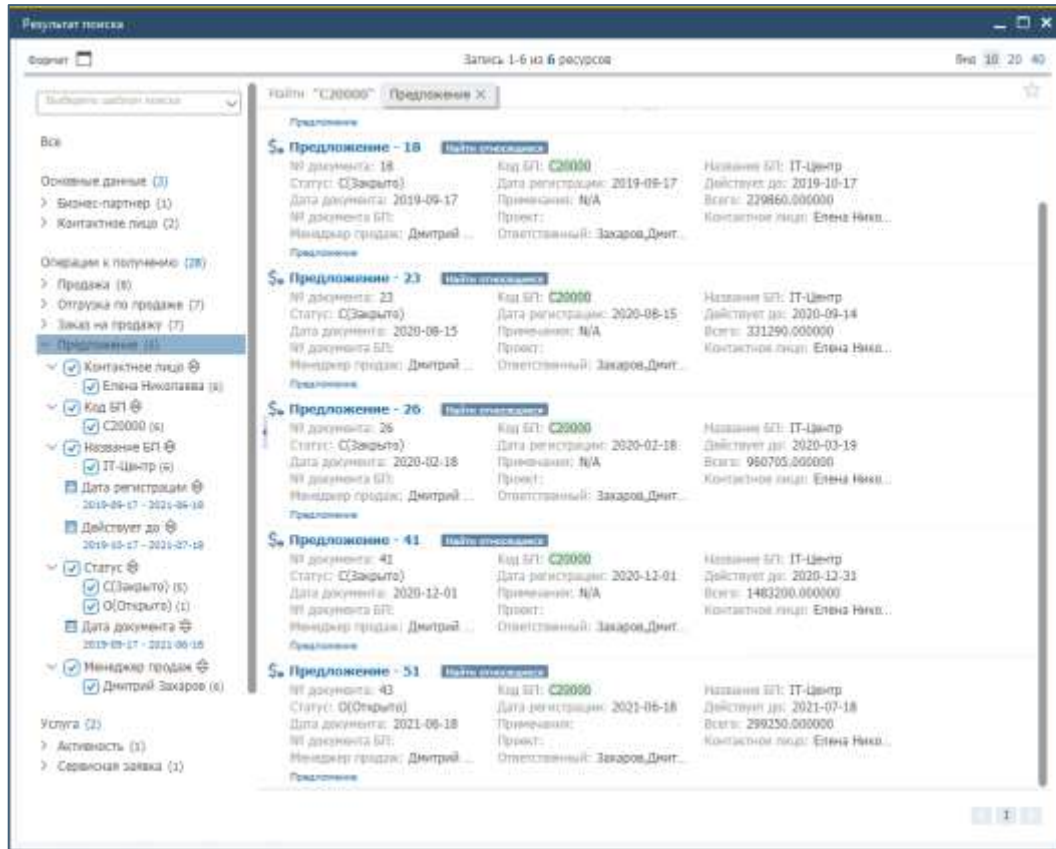 Результат поиска
Формат
Запись 1-6 из 6 ресурсов
Вид 10 20 40
Выберите шаблон поиска
Все
Основные данные (3)
Бизнес-партнер (1)
Контактное лицо (2)
Операции к получению (28)
Продажа (8)
Отгрузка по продаже (7)
Заказ на продажу (7)
Предложение (6)
Контактное лицо
Елена Николаева (6)
Код БП
C20000 (6)
Название БП
IT-Центр (6)
Дата регистрации
2019-09-17 - 2021-06-18
Действует до
2019-10-17 - 2021-07-18
Статус
C(Закрыто) (5)
O(Открыто) (1)
Дата документа
2019-09-17 - 2021-06-18
Менеджер продаж
Дмитрий Захаров (6)
Услуга (2)
Активность (1)
Сервисная заявка (1)
Найти "C20000" Предложение ×
Предложение
Предложение - 18 Найти относящиеся
№ документа: 18 Код БП: C20000 Название БП: IT-Центр
Статус: C(Закрыто) Дата регистрации: 2019-09-17 Действует до: 2019-10-17
Дата документа: 2019-09-17 Примечание: N/A Всего: 229860.000000
№ документа БП: Проект: Контактное лицо: Елена Нико...
Менеджер продаж: Дмитрий ... Ответственный: Захаров,Дмит...
Предложение
Предложение - 23 Найти относящиеся
№ документа: 23 Код БП: C20000 Название БП: IT-Центр
Статус: C(Закрыто) Дата регистрации: 2020-08-15 Действует до: 2020-09-14
Дата документа: 2020-08-15 Примечание: N/A Всего: 331290.000000
№ документа БП: Проект: Контактное лицо: Елена Нико...
Менеджер продаж: Дмитрий ... Ответственный: Захаров,Дмит...
Предложение
Предложение - 26 Найти относящиеся
№ документа: 26 Код БП: C20000 Название БП: IT-Центр
Статус: C(Закрыто) Дата регистрации: 2020-02-18 Действует до: 2020-03-19
Дата документа: 2020-02-18 Примечание: N/A Всего: 960705.000000
№ документа БП: Проект: Контактное лицо: Елена Нико...
Менеджер продаж: Дмитрий ... Ответственный: Захаров,Дмит...
Предложение
Предложение - 41 Найти относящиеся
№ документа: 41 Код БП: C20000 Название БП: IT-Центр
Статус: C(Закрыто) Дата регистрации: 2020-12-01 Действует до: 2020-12-31
Дата документа: 2020-12-01 Примечание: N/A Всего: 1483200.000000
№ документа БП: Проект: Контактное лицо: Елена Нико...
Менеджер продаж: Дмитрий ... Ответственный: Захаров,Дмит...
Предложение
Предложение - 51 Найти относящиеся
№ документа: 43 Код БП: C20000 Название БП: IT-Центр
Статус: O(Открыто) Дата регистрации: 2021-06-18 Действует до: 2021-07-18
Дата документа: 2021-06-18 Примечание: Всего: 299250.000000
№ документа БП: Проект: Контактное лицо: Елена Нико...
Менеджер продаж: Дмитрий ... Ответственный: Захаров,Дмит...
Предложение
1